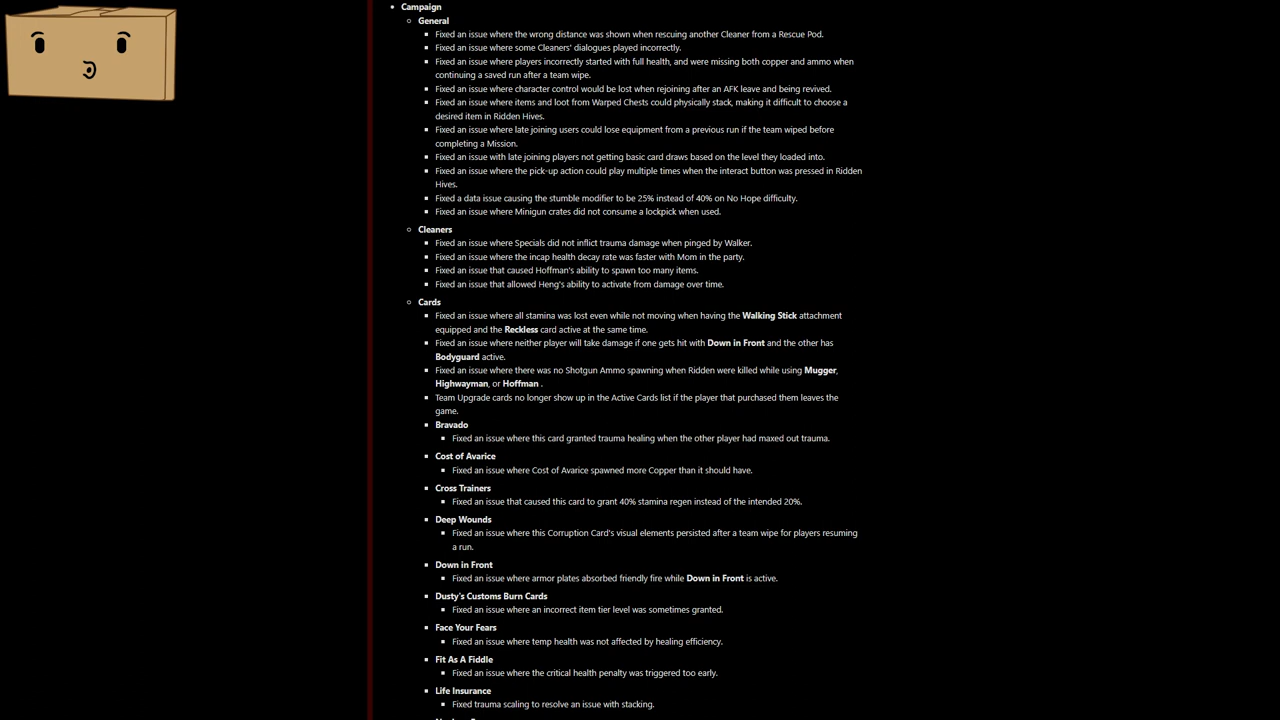 Campaign
General
Fixed an issue where the wrong distance was shown when rescuing another Cleaner from a Rescue Pod.
Fixed an issue where some Cleaners' dialogues played incorrectly.
Fixed an issue where players incorrectly started with full health, and were missing both copper and ammo when
continuing a saved run after a team wipe.
Fixed an issue where character control would be lost when rejoining after an AFK leave and being revived.
Fixed an issue where items and loot from Warped Chests could physically stack, making it difficult to choose a
desired item in Ridden Hives.
Fixed an issue where late joining users could lose equipment from a previous run if the team wiped before
completing a Mission.
Fixed an issue with late joining players not getting basic card draws based on the level they loaded into.
Fixed an issue where the pick-up action could play multiple times when the interact button was pressed in Ridden
Hives.
Fixed a data issue causing the stumble modifier to be 25% instead of 40% on No Hope difficulty.
Fixed an issue where Minigun crates did not consume a lockpick when used.
Cleaners
Fixed an issue where Specials did not inflict trauma damage when pinged by Walker.
Fixed an issue where the incap health decay rate was faster with Mom in the party.
Fixed an issue that caused Hoffman's ability to spawn too many items.
Fixed an issue that allowed Heng's ability to activate from damage over time.
Cards
Fixed an issue where all stamina was lost even while not moving when having the Walking Stick attachment
equipped and the Reckless card active at the same time.
Fixed an issue where neither player will take damage if one gets hit with Down in Front and the other has
Bodyguard active.
Fixed an issue where there was no Shotgun Ammo spawning when Ridden were killed while using Mugger,
Highwayman, or Hoffman .
Team Upgrade cards no longer show up in the Active Cards list if the player that purchased them leaves the
game.
Bravado
Fixed an issue where this card granted trauma healing when the other player had maxed out trauma.
Cost of Avarice
Fixed an issue where Cost of Avarice spawned more Copper than it should have.
Cross Trainers
Fixed an issue that caused this card to grant 40% stamina regen instead of the intended 20%.
Deep Wounds
Fixed an issue where this Corruption Card's visual elements persisted after a team wipe for players resuming
a run.
Down in Front
Fixed an issue where armor plates absorbed friendly fire while Down in Front is active.
Dusty's Customs Burn Cards
Fixed an issue where an incorrect item tier level was sometimes granted.
Face Your Fears
Fixed an issue where temp health was not affected by healing efficiency.
Fit As A Fiddle
Fixed an issue where the critical health penalty was triggered too early.
Life Insurance
Fixed trauma scaling to resolve an issue with stacking.